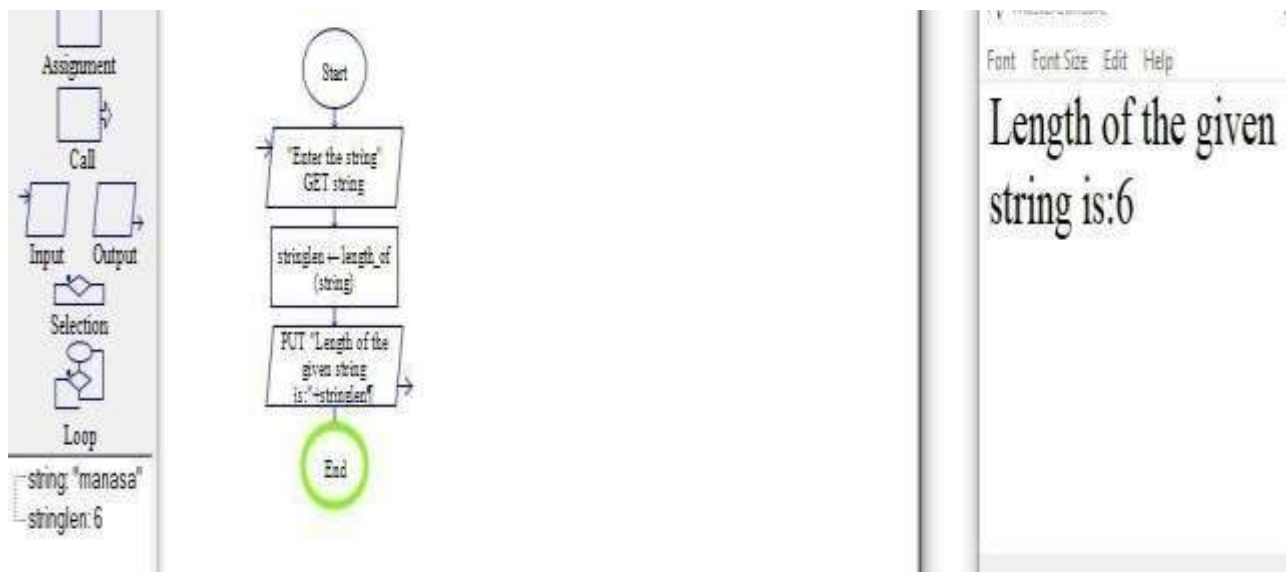 Assignment
Call
Input Output
Selection
Loop
string: "manasa"
stringlen: 6
Start
"Enter the string"
GET string
stringlen ← length_of
(string)
PUT "Length of the
given string
is:"+stringlen¶
End
Font Font Size Edit Help
Length of the given
string is:6